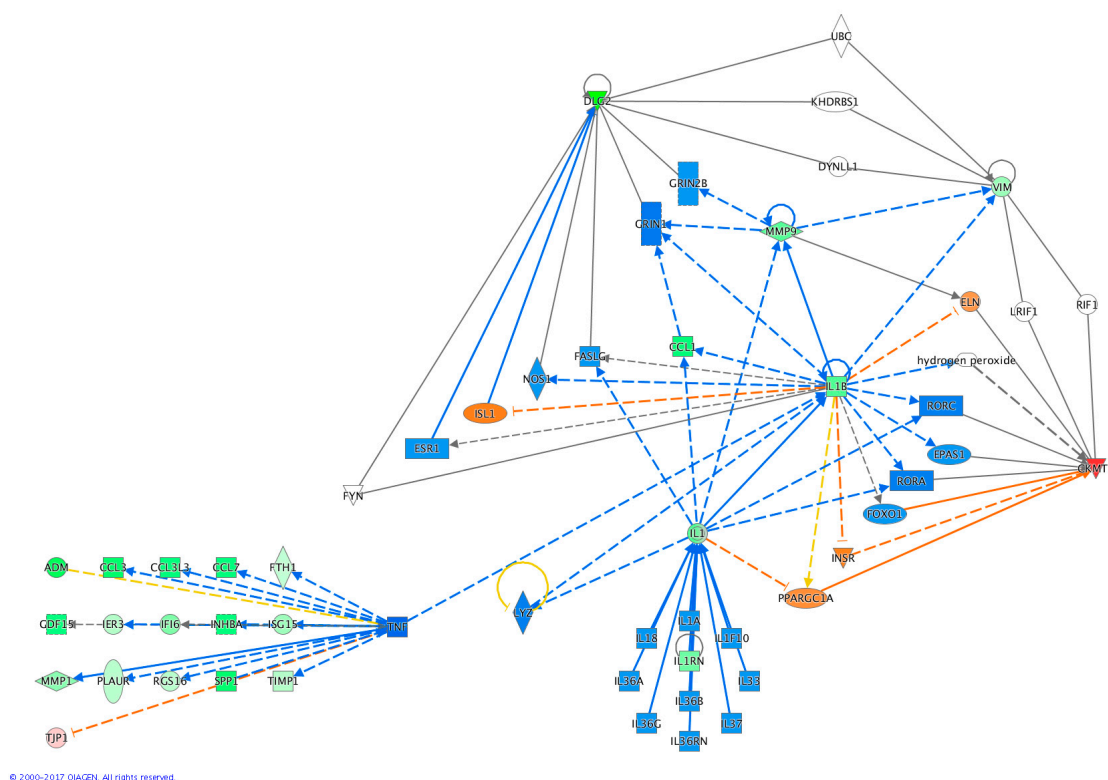 UBC
DLG2
KHDRBS1
DYNLL1
GRIN2B
VIM
GRIN1
MMP9
ELN
LRIF1
RIF1
CCL1
FASLG
hydrogen peroxide
NOS1
IL1B
ISL1
RORC
ESR1
EPAS1
CKMT
RORA
FYN
FOXO1
IL1
INSR
ADM
CCL3
CCL3L3
CCL7
FTH1
PPARGC1A
LYZ
GDF15
IER3
IFI6
INHBA
ISG15
TNF
IL1A
IL18
IL1F10
IL1RN
MMP1
PLAUR
RGS16
SPP1
TIMP1
IL36A
IL33
IL36B
IL36G
IL37
TJP1
IL36RN
© 2000-2017 QIAGEN. All rights reserved.